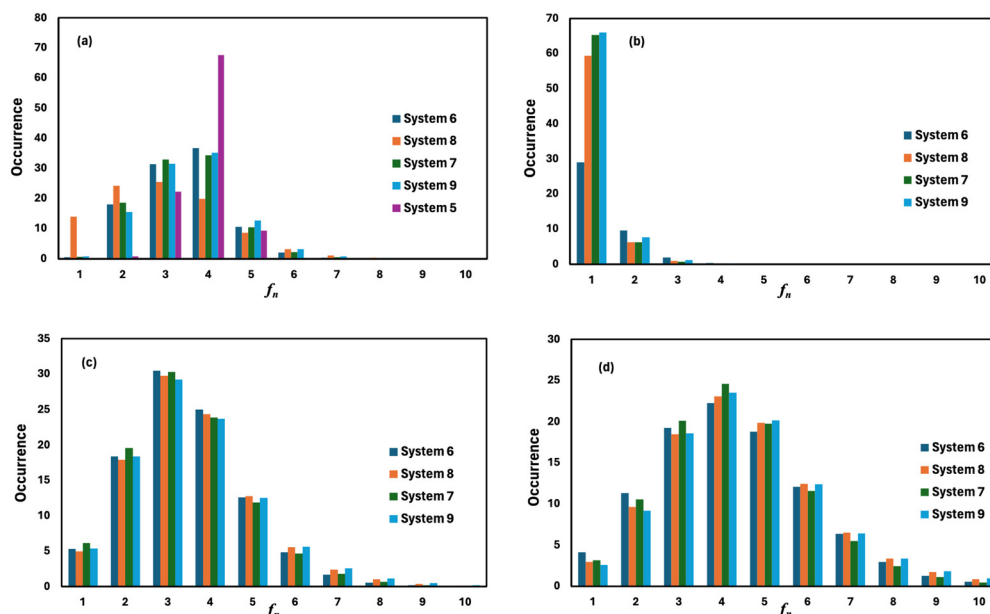 (a)
Occurrence
80
70
60
50
40
30
20
10
0
1 2 3 4 5 6 7 8 9 10
fn
System 6
System 8
System 7
System 9
System 5
(b)
Occurrence
70
60
50
40
30
20
10
0
1 2 3 4 5 6 7 8 9 10
fn
System 6
System 8
System 7
System 9
(c)
Occurrence
35
30
25
20
15
10
5
0
1 2 3 4 5 6 7 8 9 10
fn
System 6
System 8
System 7
System 9
(d)
Occurrence
30
25
20
15
10
5
0
1 2 3 4 5 6 7 8 9 10
fn
System 6
System 8
System 7
System 9